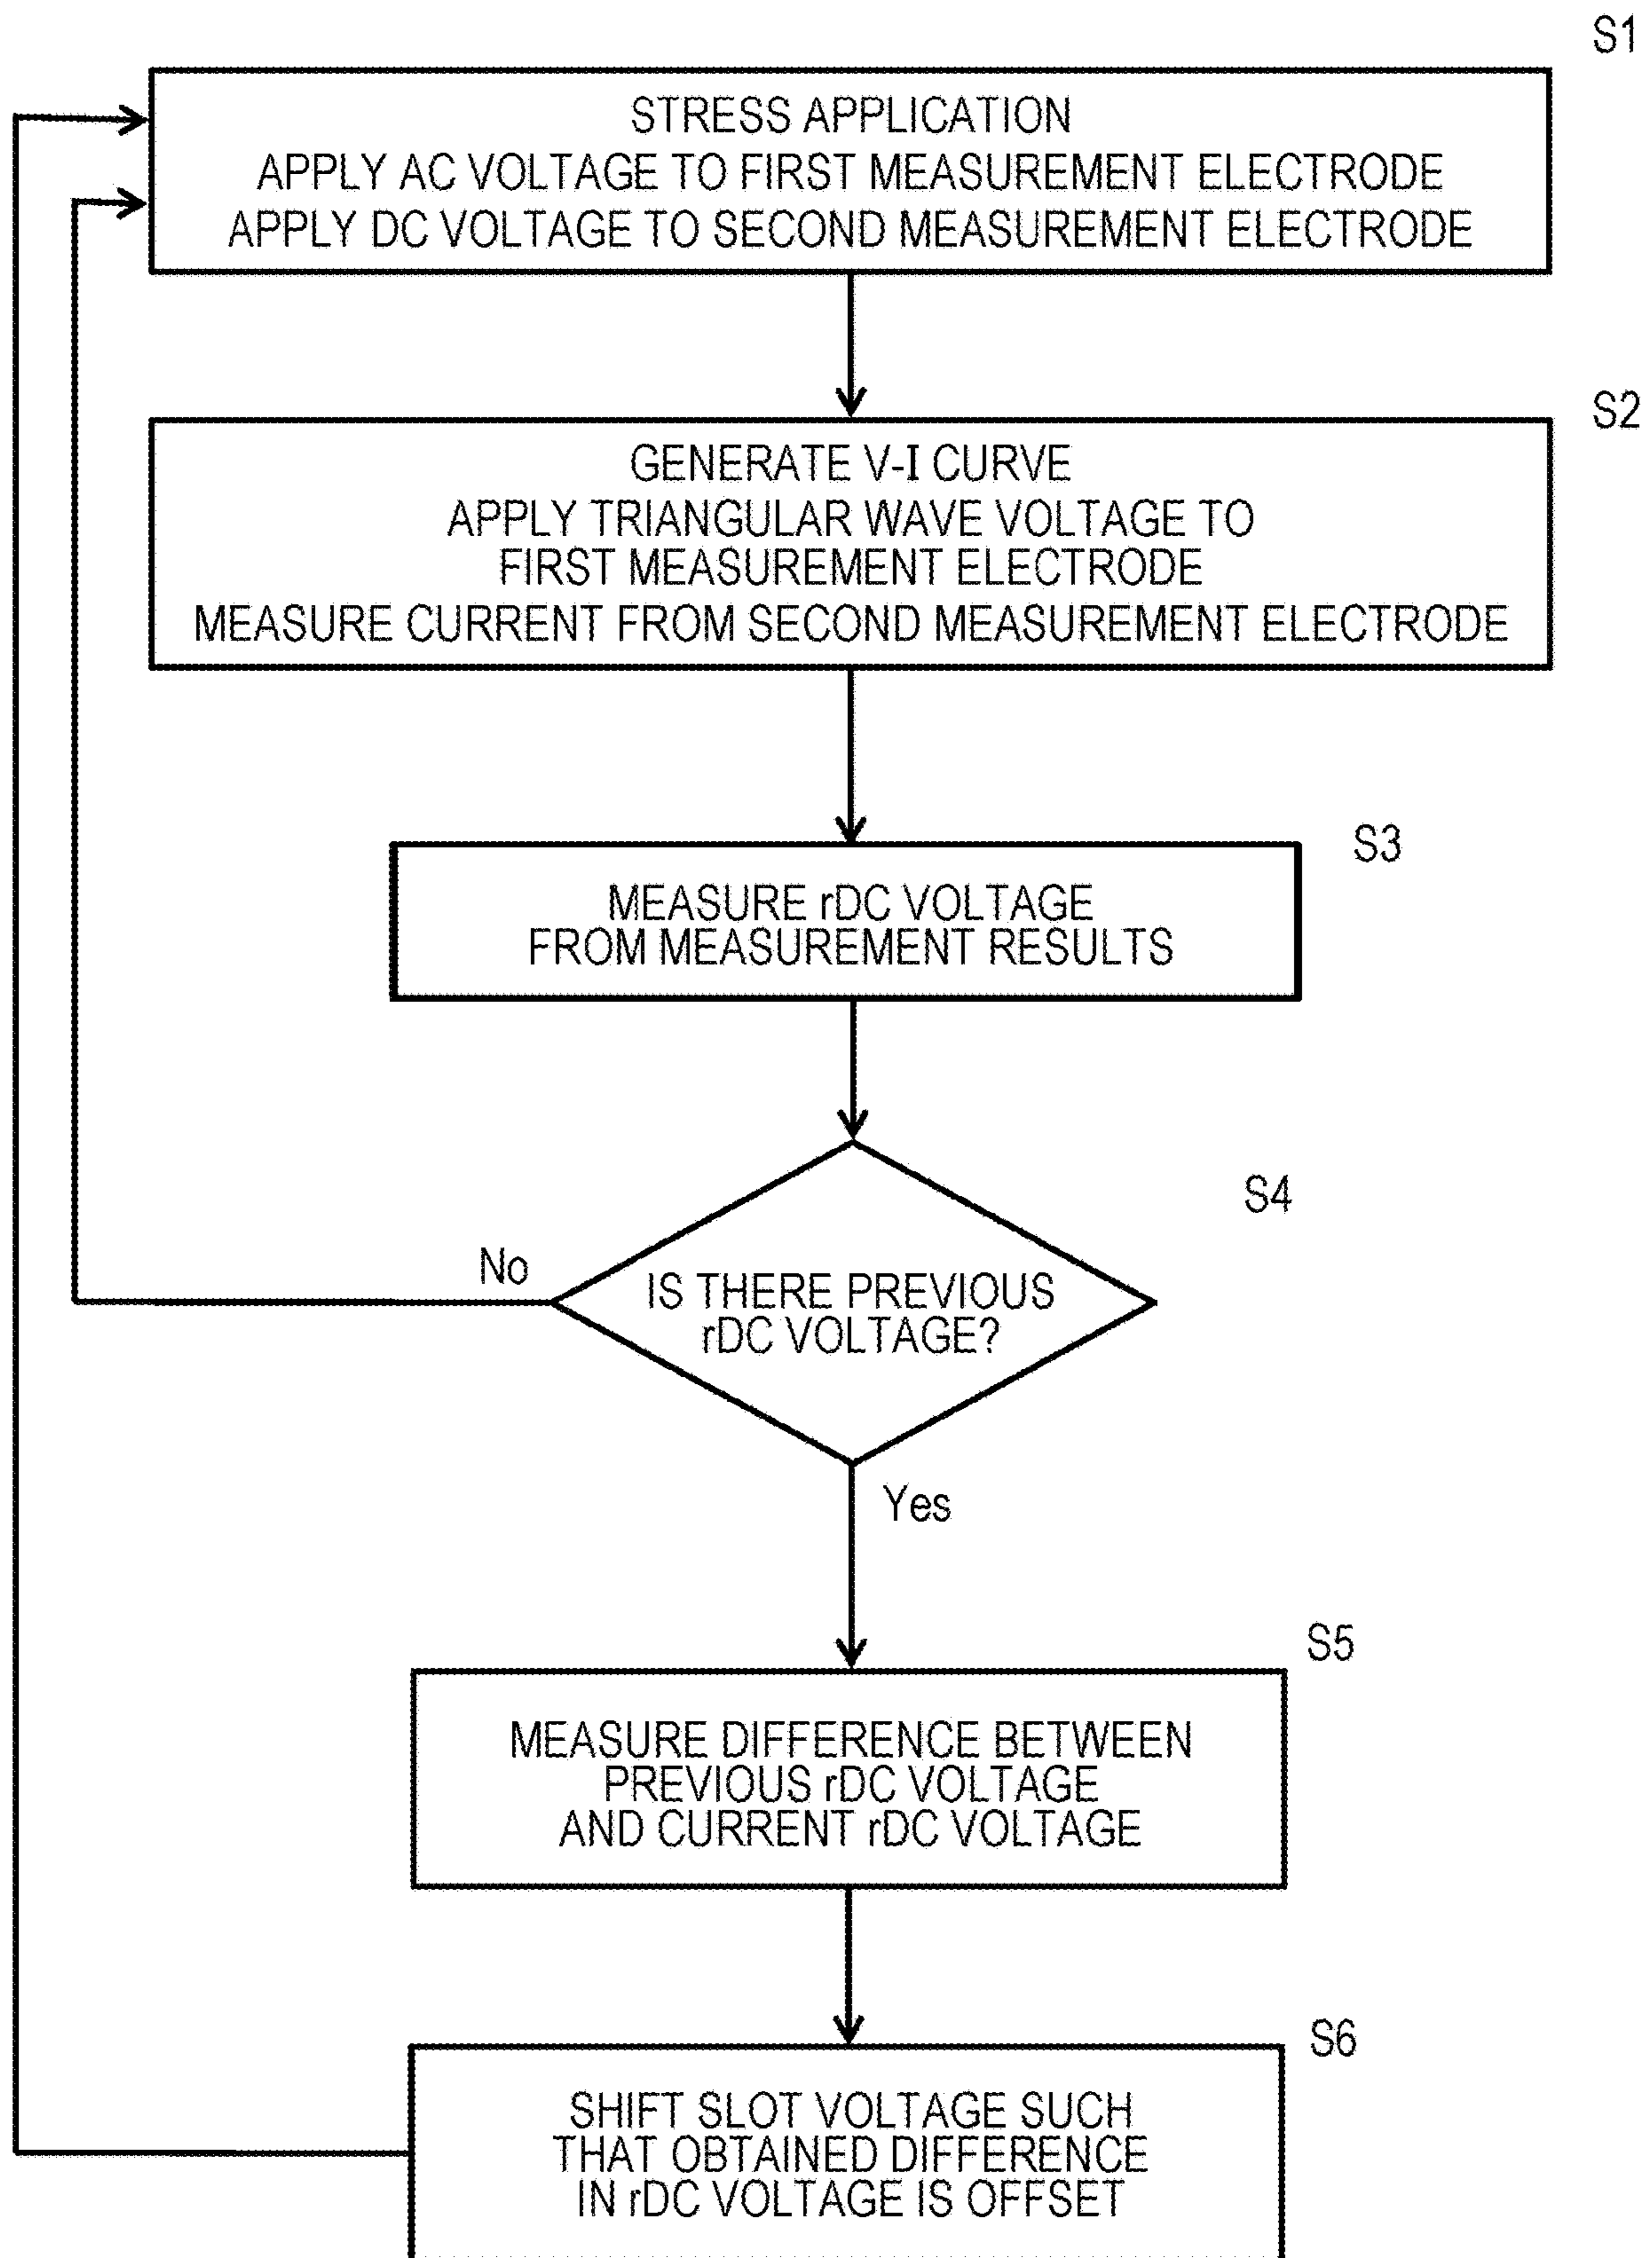 S1
STRESS APPLICATION
APPLY AC VOLTAGE TO FIRST MEASUREMENT ELECTRODE
APPLY DC VOLTAGE TO SECOND MEASUREMENT ELECTRODE
S2
GENERATE V-I CURVE
APPLY TRIANGULAR WAVE VOLTAGE TO
FIRST MEASUREMENT ELECTRODE
MEASURE CURRENT FROM SECOND MEASUREMENT ELECTRODE
S3
MEASURE rDC VOLTAGE
FROM MEASUREMENT RESULTS
S4
No
IS THERE PREVIOUS
rDC VOLTAGE?
Yes
S5
MEASURE DIFFERENCE BETWEEN
PREVIOUS rDC VOLTAGE
AND CURRENT rDC VOLTAGE
S6
SHIFT SLOT VOLTAGE SUCH
THAT OBTAINED DIFFERENCE
IN rDC VOLTAGE IS OFFSET